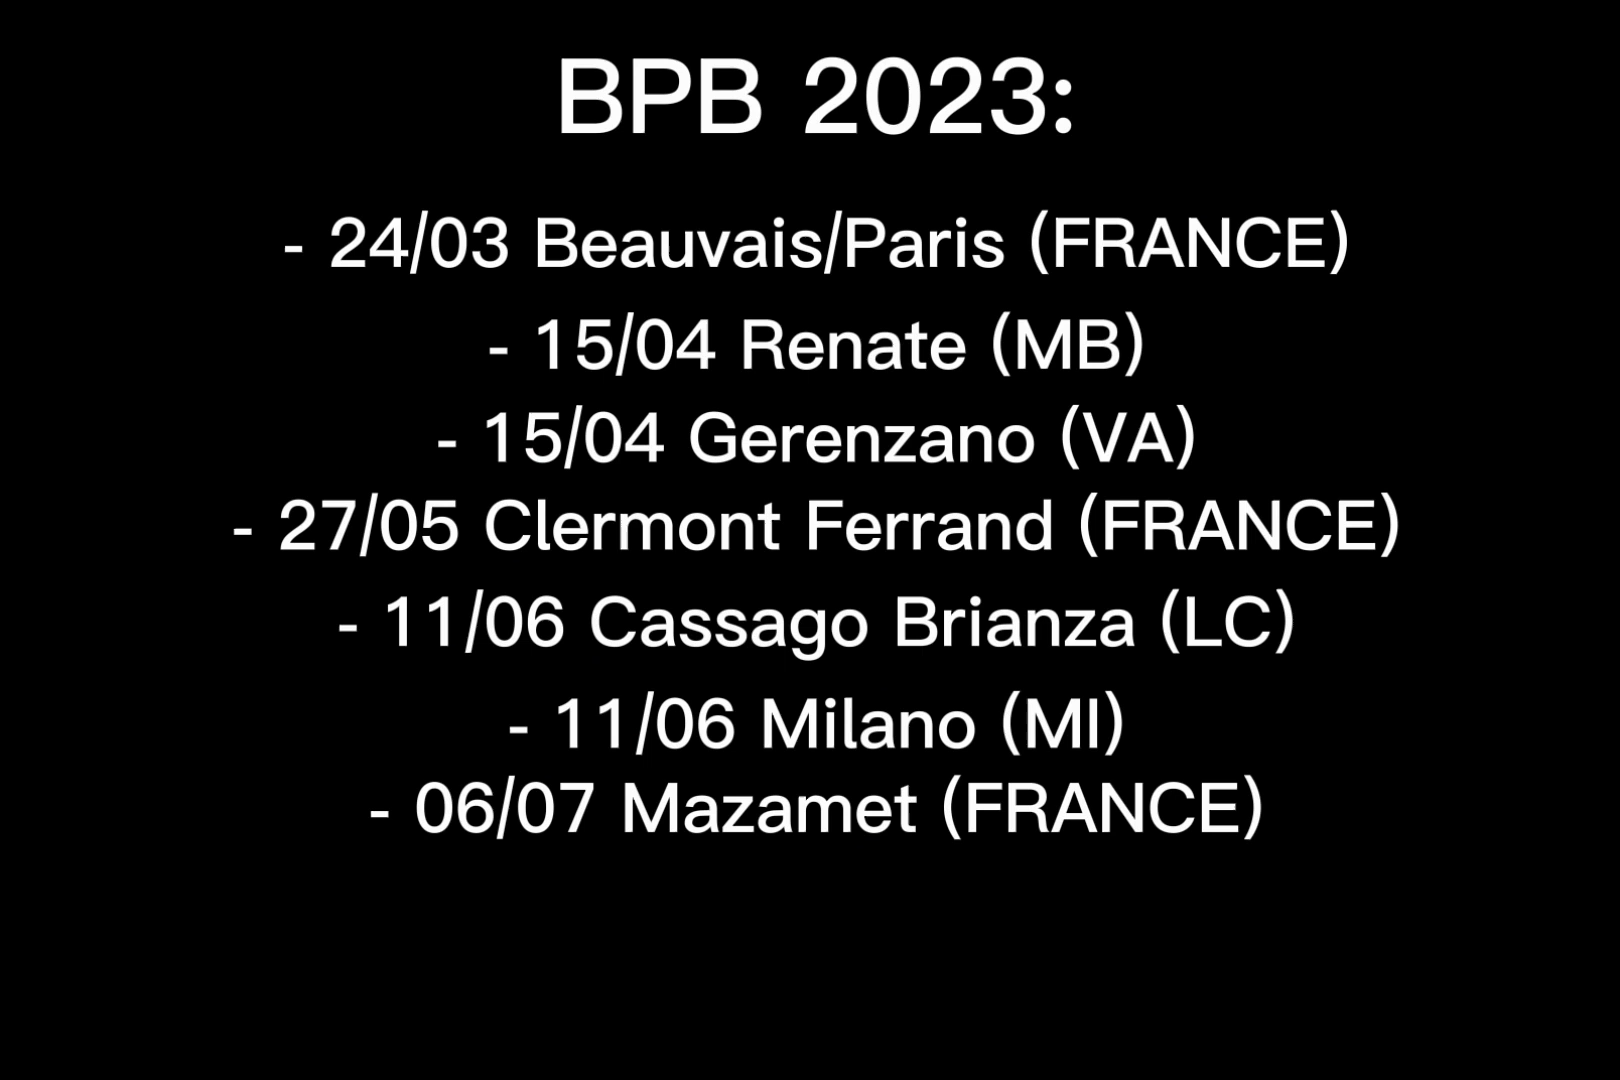 BPB 2023:
- 24/03 Beauvais/Paris (FRANCE)
- 15/04 Renate (MB)
- 15/04 Gerenzano (VA)
- 27/05 Clermont Ferrand (FRANCE)
- 11/06 Cassago Brianza (LC)
- 11/06 Milano (MI)
- 06/07 Mazamet (FRANCE)